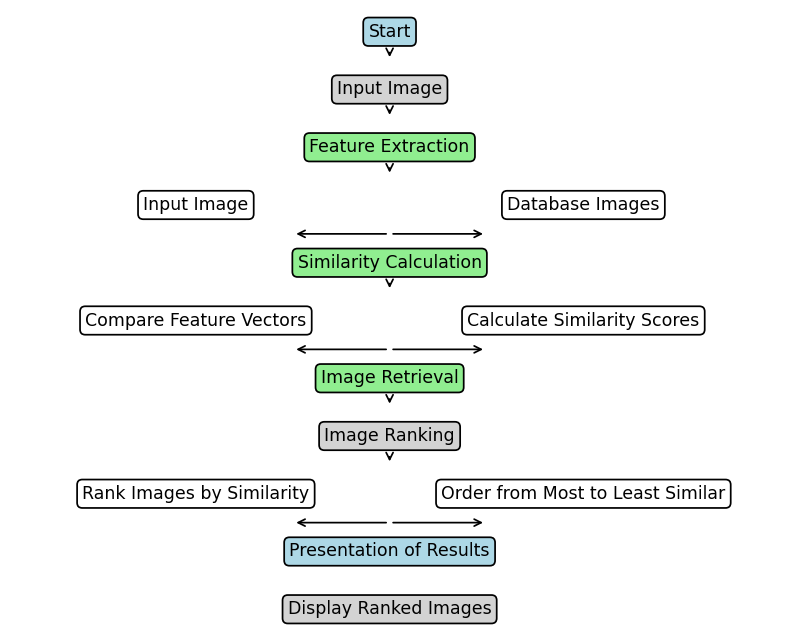 Start
Input Image
Feature Extraction
Input Image
Database Images
Similarity Calculation
Compare Feature Vectors
Calculate Similarity Scores
Image Retrieval
Image Ranking
Rank Images by Similarity
Order from Most to Least Similar
Presentation of Results
Display Ranked Images